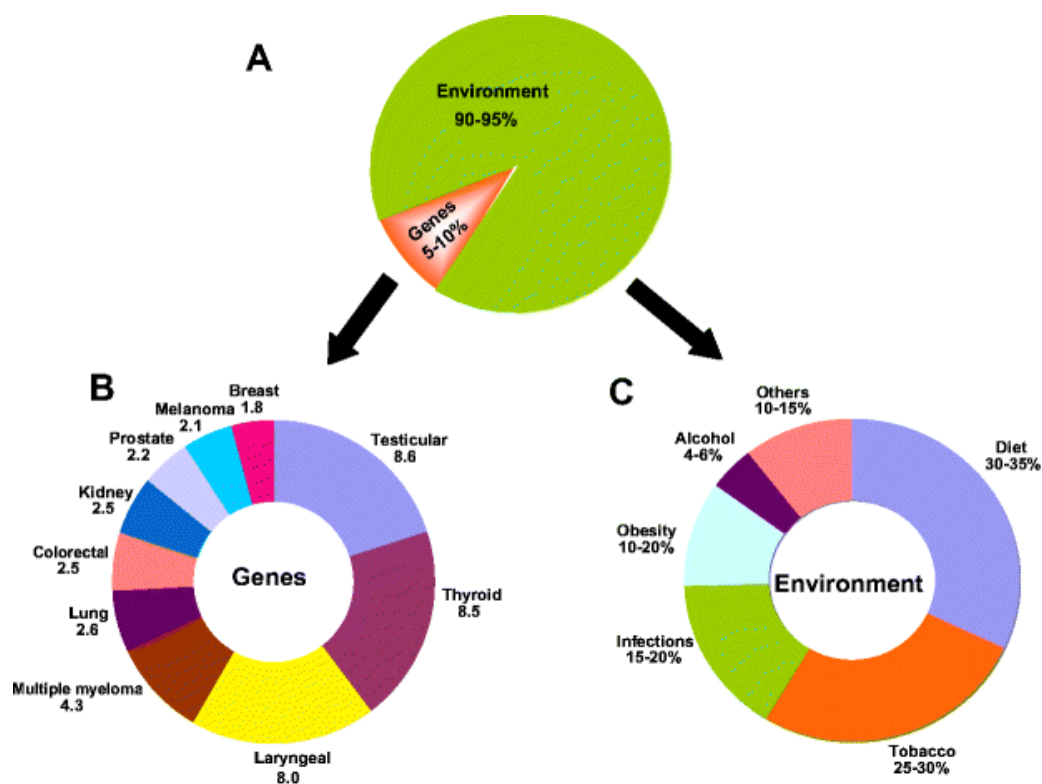 A
Environment
90-95%
Genes
5-10%
B
Breast
1.8
Melanoma
2.1
Prostate
2.2
Kidney
2.5
Colorectal
2.5
Lung
2.6
Multiple myeloma
4.3
Laryngeal
8.0
Thyroid
8.5
Testicular
8.6
Genes
C
Others
10-15%
Alcohol
4-6%
Obesity
10-20%
Infections
15-20%
Tobacco
25-30%
Diet
30-35%
Environment